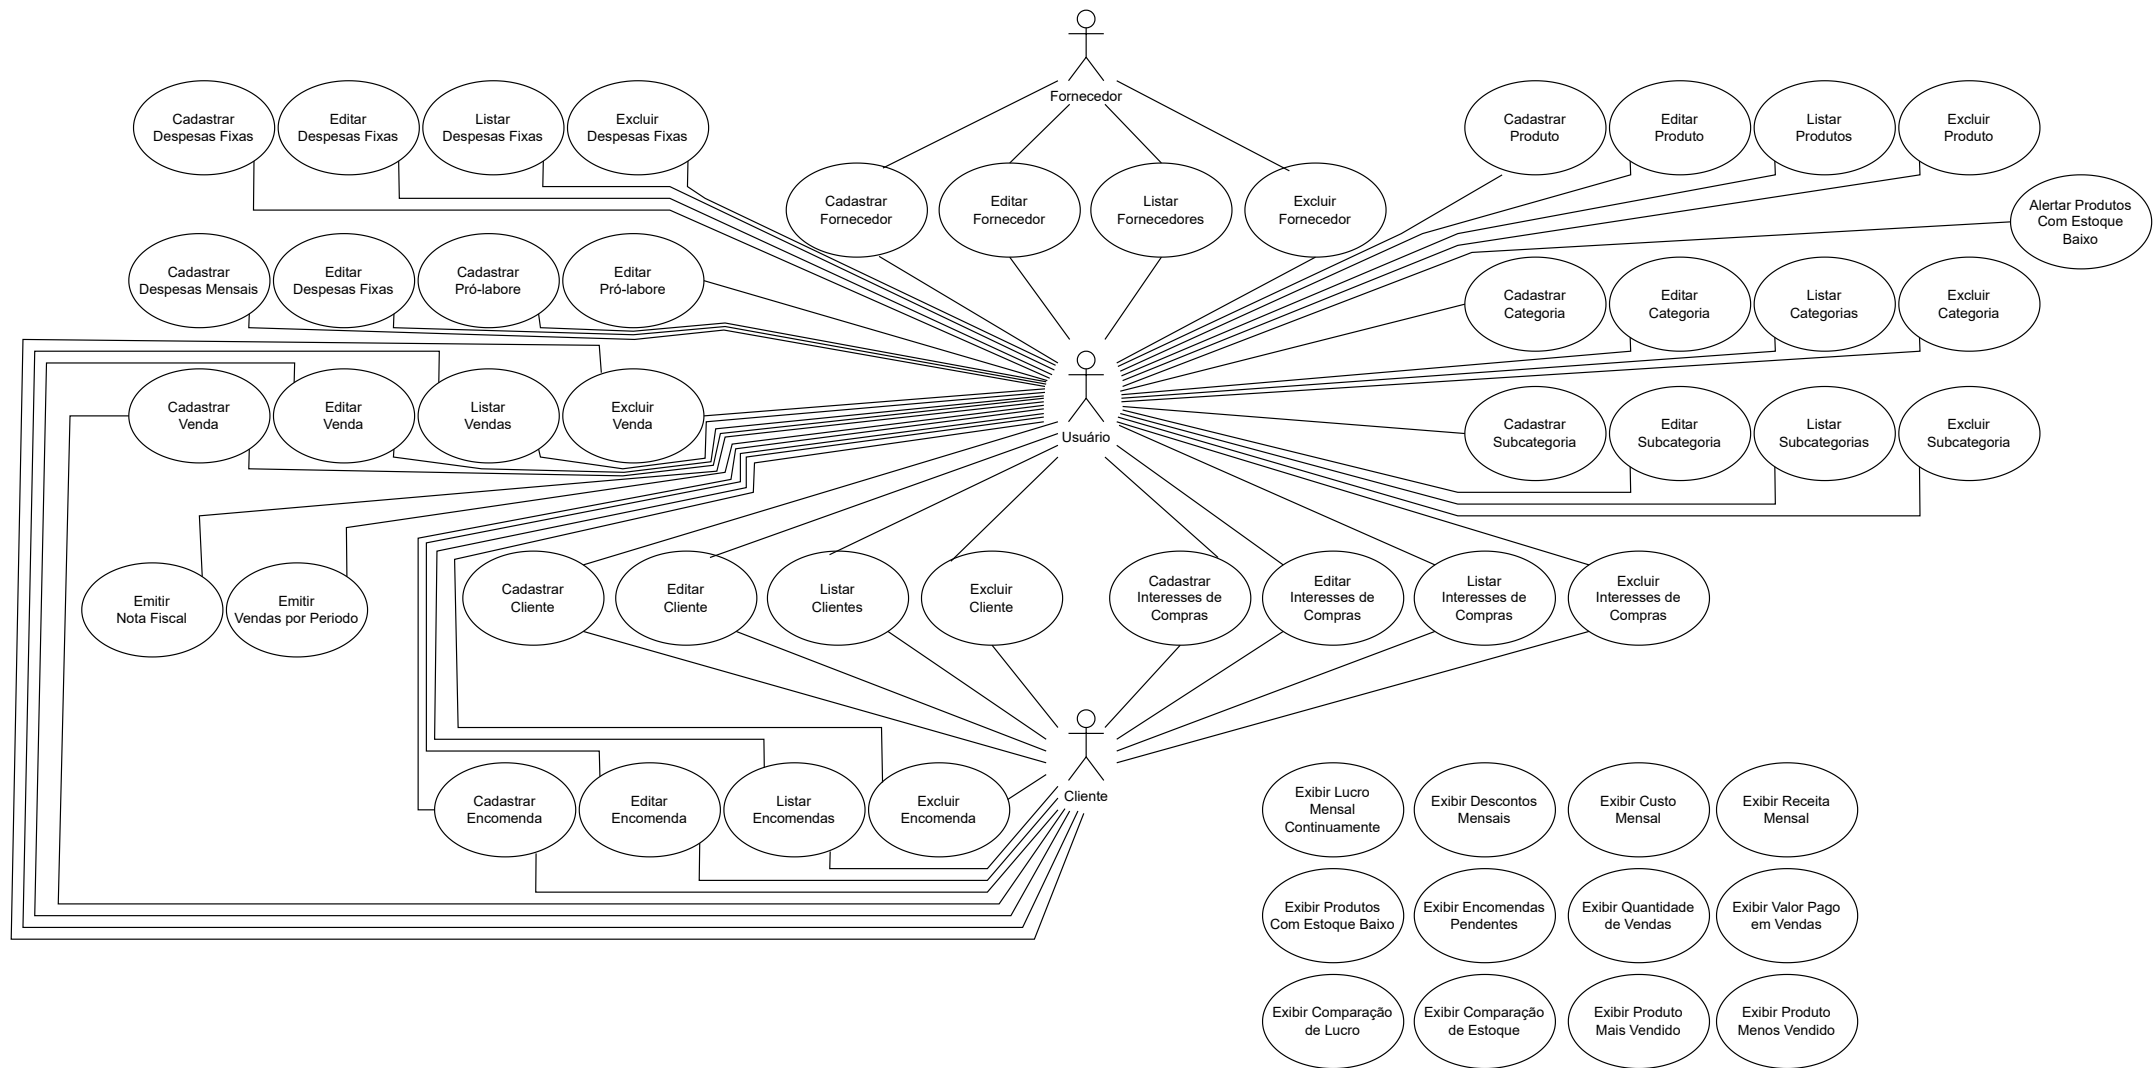 Fornecedor
Cadastrar
Despesas Fixas
Editar
Despesas Fixas
Listar
Despesas Fixas
Excluir
Despesas Fixas
Cadastrar
Produto
Editar
Produto
Listar
Produtos
Excluir
Produto
Cadastrar
Fornecedor
Editar
Fornecedor
Listar
Fornecedores
Excluir
Fornecedor
Alertar Produtos
Com Estoque
Baixo
Cadastrar
Despesas Mensais
Editar
Despesas Fixas
Cadastrar
Pró-labore
Editar
Pró-labore
Cadastrar
Categoria
Editar
Categoria
Listar
Categorias
Excluir
Categoria
Cadastrar
Venda
Editar
Venda
Listar
Vendas
Excluir
Venda
Usuário
Cadastrar
Subcategoria
Editar
Subcategoria
Listar
Subcategorias
Excluir
Subcategoria
Emitir
Nota Fiscal
Emitir
Vendas por Periodo
Cadastrar
Cliente
Editar
Cliente
Listar
Clientes
Excluir
Cliente
Cadastrar
Interesses de
Compras
Editar
Interesses de
Compras
Listar
Interesses de
Compras
Excluir
Interesses de
Compras
Cliente
Cadastrar
Encomenda
Editar
Encomenda
Listar
Encomendas
Excluir
Encomenda
Exibir Lucro
Mensal
Continuamente
Exibir Descontos
Mensais
Exibir Custo
Mensal
Exibir Receita
Mensal
Exibir Produtos
Com Estoque Baixo
Exibir Encomendas
Pendentes
Exibir Quantidade
de Vendas
Exibir Valor Pago
em Vendas
Exibir Comparação
de Lucro
Exibir Comparação
de Estoque
Exibir Produto
Mais Vendido
Exibir Produto
Menos Vendido